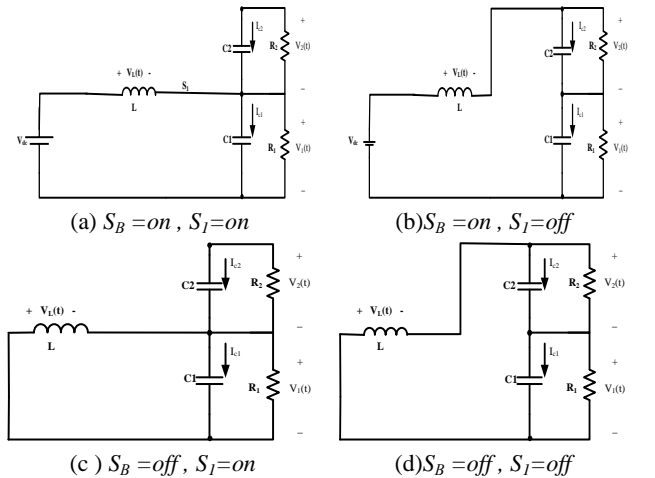 I_c2
C2
R_2
V_2(t)
+
-
+ V_L(t) -
S_1
L
V_dc
I_c1
C1
R_1
V_1(t)
+
-
(a) S_B =on , S_1=on
I_c2
C2
R_2
V_2(t)
+
-
+ V_L(t) -
L
V_dc
I_c1
C1
R_1
V_1(t)
+
-
(b)S_B =on , S_1=off
I_c2
C2
R_2
V_2(t)
+
-
+ V_L(t) -
L
I_c1
C1
R_1
V_1(t)
+
-
(c ) S_B =off , S_1=on
I_c2
C2
R_2
V_2(t)
+
-
+ V_L(t) -
L
I_c1
C1
R_1
V_1(t)
+
-
(d)S_B =off , S_1=off